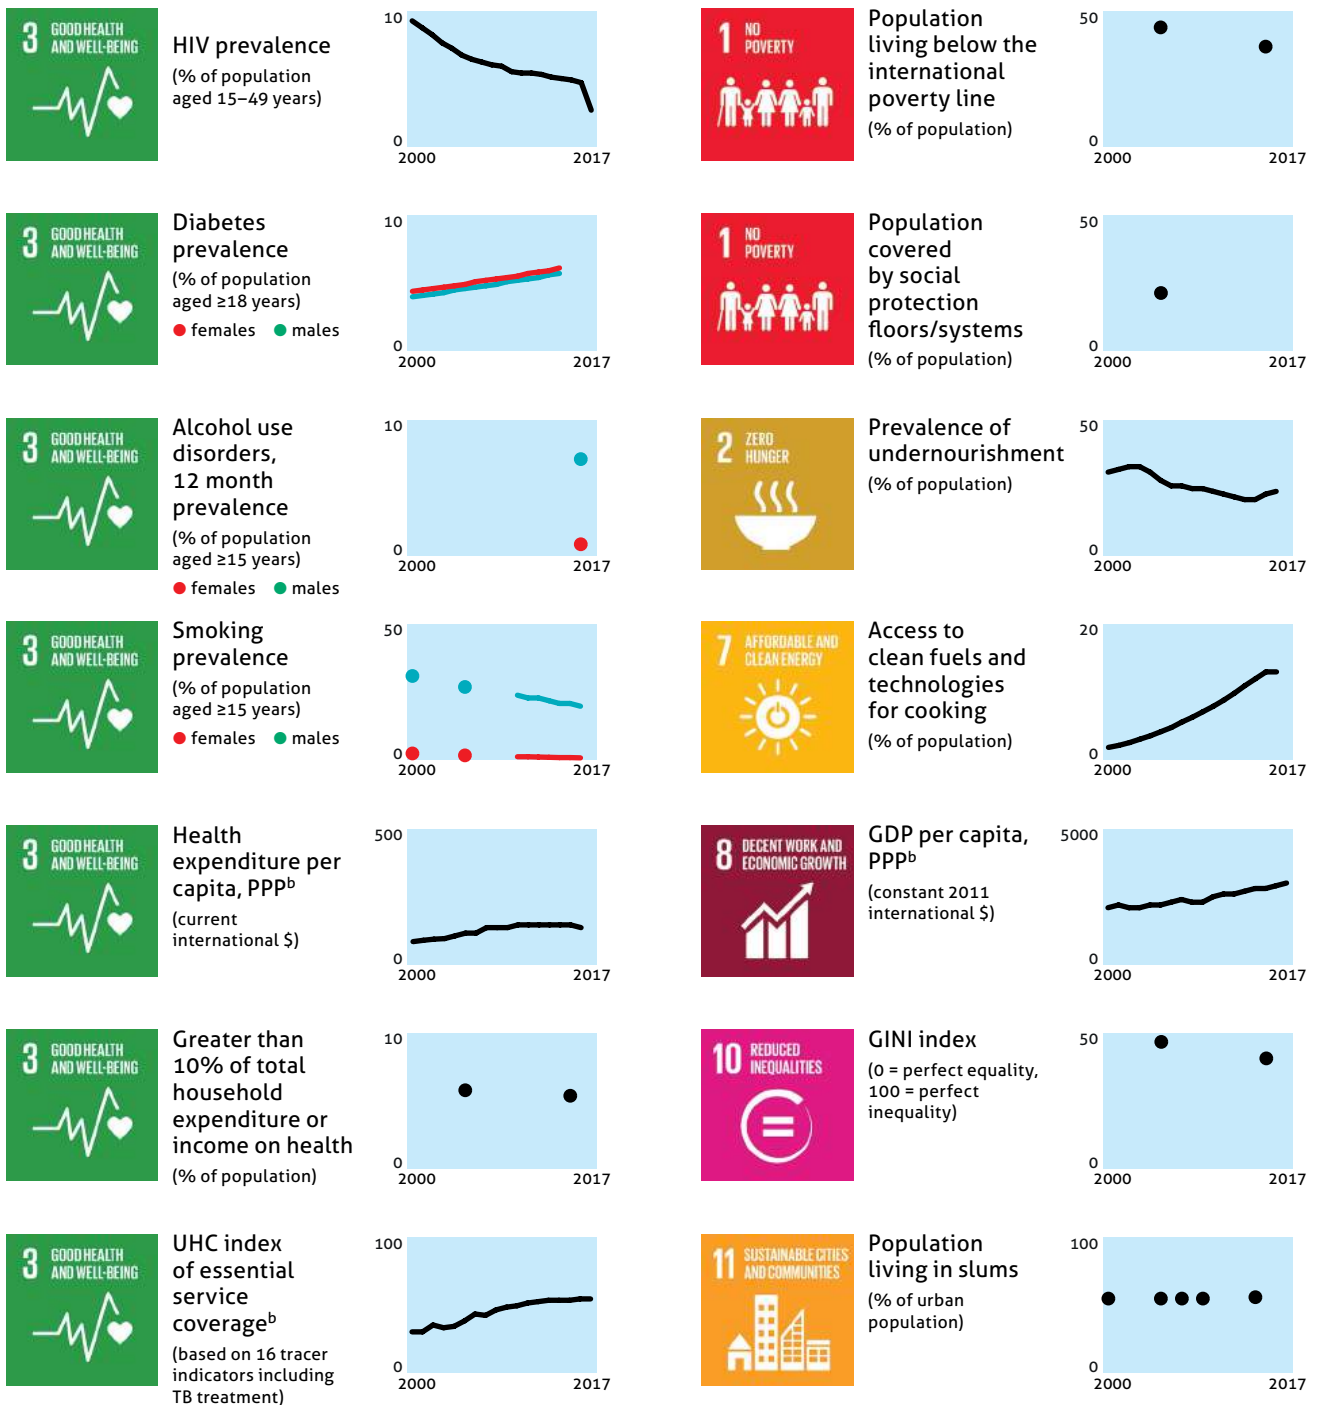 3 GOOD HEALTH
AND WELL-BEING
HIV prevalence
(% of population
aged 15–49 years)
10
0
2000 2017
3 GOOD HEALTH
AND WELL-BEING
Diabetes
prevalence
(% of population
aged ≥18 years)
females males
10
0
2000 2017
3 GOOD HEALTH
AND WELL-BEING
Alcohol use
disorders,
12 month
prevalence
(% of population
aged ≥15 years)
females males
10
0
2000 2017
3 GOOD HEALTH
AND WELL-BEING
Smoking
prevalence
(% of population
aged ≥15 years)
females males
50
0
2000 2017
3 GOOD HEALTH
AND WELL-BEING
Health
expenditure per
capita, PPPᵇ
(current
international $)
500
0
2000 2017
3 GOOD HEALTH
AND WELL-BEING
Greater than
10% of total
household
expenditure or
income on health
(% of population)
10
0
2000 2017
3 GOOD HEALTH
AND WELL-BEING
UHC index
of essential
service
coverageᵇ
(based on 16 tracer
indicators including
TB treatment)
100
0
2000 2017
1 NO
POVERTY
Population
living below the
international
poverty line
(% of population)
50
0
2000 2017
1 NO
POVERTY
Population
covered
by social
protection
floors/systems
(% of population)
50
0
2000 2017
2 ZERO
HUNGER
Prevalence of
undernourishment
(% of population)
50
0
2000 2017
7 AFFORDABLE AND
CLEAN ENERGY
Access to
clean fuels and
technologies
for cooking
(% of population)
20
0
2000 2017
8 DECENT WORK AND
ECONOMIC GROWTH
GDP per capita,
PPPᵇ
(constant 2011
international $)
5000
0
2000 2017
10 REDUCED
INEQUALITIES
GINI index
(0 = perfect equality,
100 = perfect
inequality)
50
0
2000 2017
11 SUSTAINABLE CITIES
AND COMMUNITIES
Population
living in slums
(% of urban
population)
100
0
2000 2017